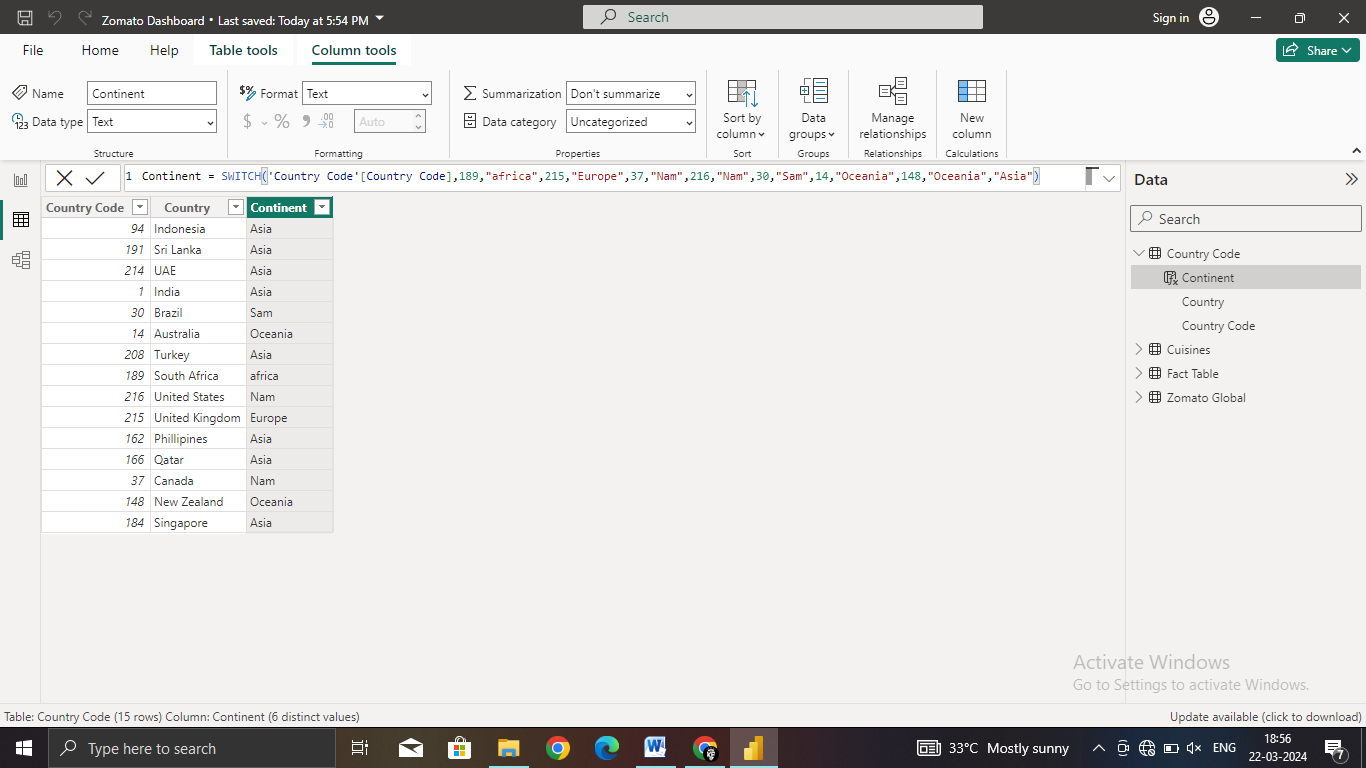 Zomato Dashboard • Last saved: Today at 5:54 PM
Search
Sign in
File Home Help Table tools Column tools
Share
Name Continent
Data type Text
Structure
$% Format Text
$ % 9 .00 Auto
Formatting
Summarization Don't summarize
Data category Uncategorized
Properties
Sort by column
Sort
Data groups
Groups
Manage relationships
Relationships
New column
Calculations
1 Continent = SWITCH('Country Code'[Country Code],189,"africa",215,"Europe",37,"Nam",216,"Nam",30,"Sam",14,"Oceania",148,"Oceania","Asia")
Country Code Country Continent
94 Indonesia Asia
191 Sri Lanka Asia
214 UAE Asia
1 India Asia
30 Brazil Sam
14 Australia Oceania
208 Turkey Asia
189 South Africa africa
216 United States Nam
215 United Kingdom Europe
162 Phillipines Asia
166 Qatar Asia
37 Canada Nam
148 New Zealand Oceania
184 Singapore Asia
Data
Search
Country Code
Continent
Country
Country Code
Cuisines
Fact Table
Zomato Global
Activate Windows
Go to Settings to activate Windows.
Table: Country Code (15 rows) Column: Continent (6 distinct values)
Update available (click to download)
Type here to search
33°C Mostly sunny
ENG
18:56
22-03-2024
7